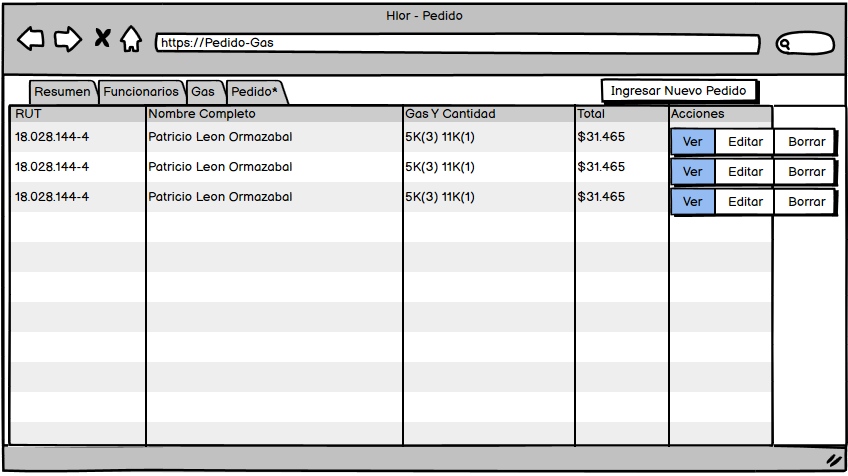 Hlor - Pedido
https://Pedido-Gas
Resumen Funcionarios Gas Pedido* Ingresar Nuevo Pedido
RUT Nombre Completo Gas Y Cantidad Total Acciones
18.028.144-4 Patricio Leon Ormazabal 5K(3) 11K(1) $31.465 Ver Editar Borrar
18.028.144-4 Patricio Leon Ormazabal 5K(3) 11K(1) $31.465 Ver Editar Borrar
18.028.144-4 Patricio Leon Ormazabal 5K(3) 11K(1) $31.465 Ver Editar Borrar